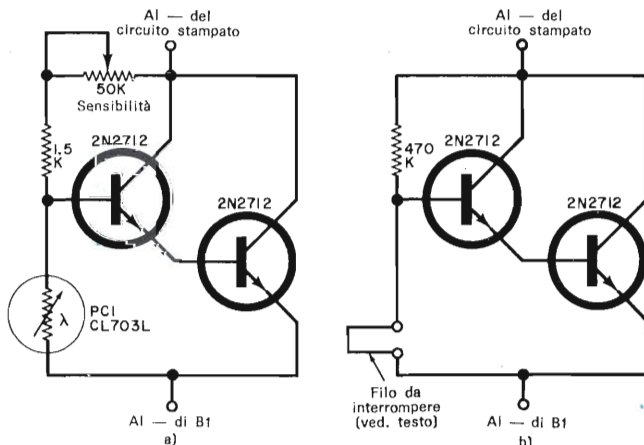 Al — del
circuito stampato
50K
Sensibilità
1,5
K
2N2712
2N2712
λ
PCI
CL703L
Al — di B1
a)
Al — del
circuito stampato
470
K
2N2712
2N2712
Filo da
interrompere
(ved. testo)
Al — di B1
b)